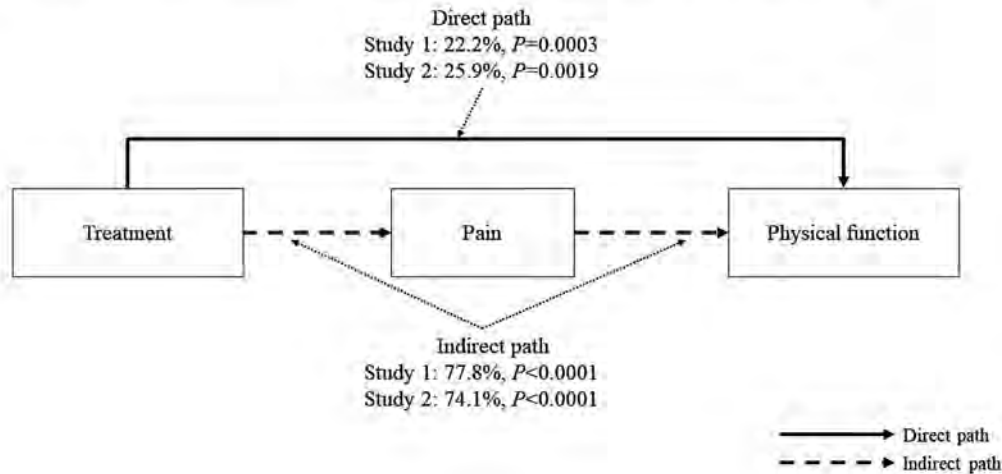 Direct path
Study 1: 22.2%, P=0.0003
Study 2: 25.9%, P=0.0019
Treatment
Pain
Physical function
Indirect path
Study 1: 77.8%, P<0.0001
Study 2: 74.1%, P<0.0001
Direct path
Indirect path